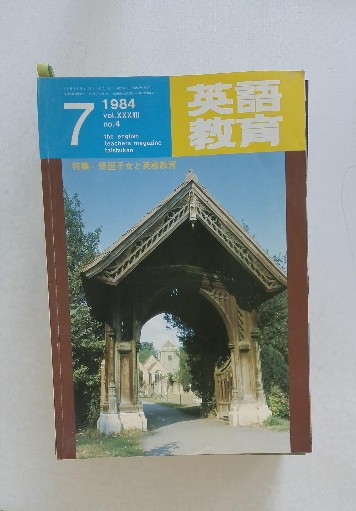 7
1984
vol.XXXIII
no.4
the english
teachers magazine
taishukan
英語
教育
特集・帰国子女と英語教育